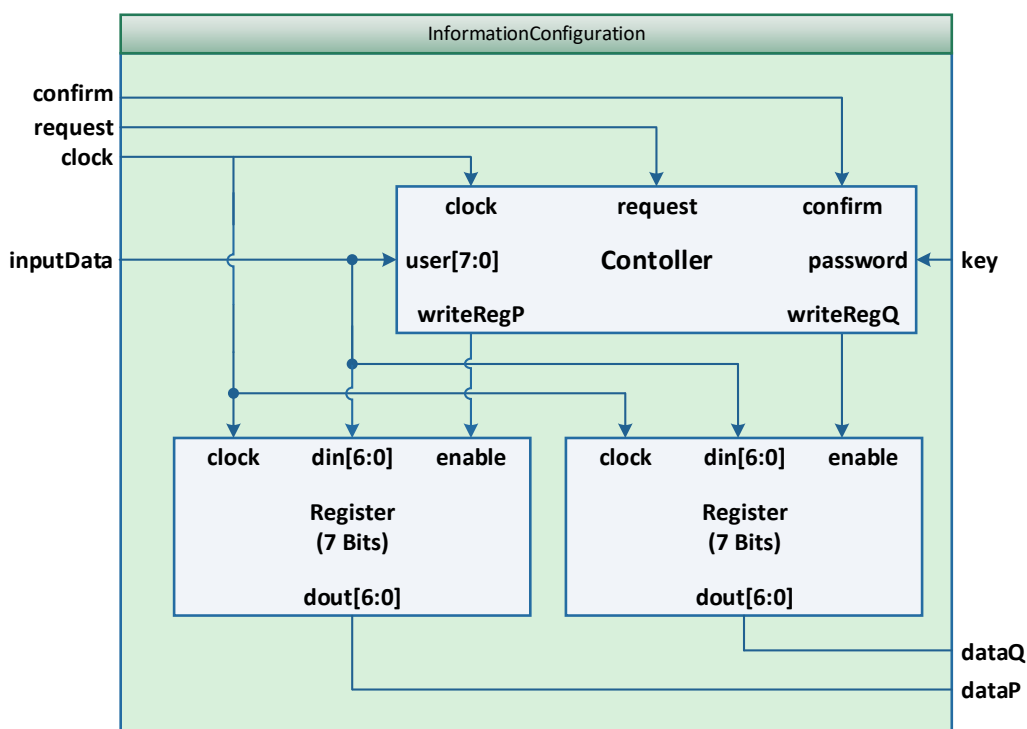 InformationConfiguration
confirm
request
clock
clock request confirm
inputData user[7:0] Contoller password key
writeRegP writeRegQ
clock din[6:0] enable clock din[6:0] enable
Register Register
(7 Bits) (7 Bits)
dout[6:0] dout[6:0]
dataQ
dataP